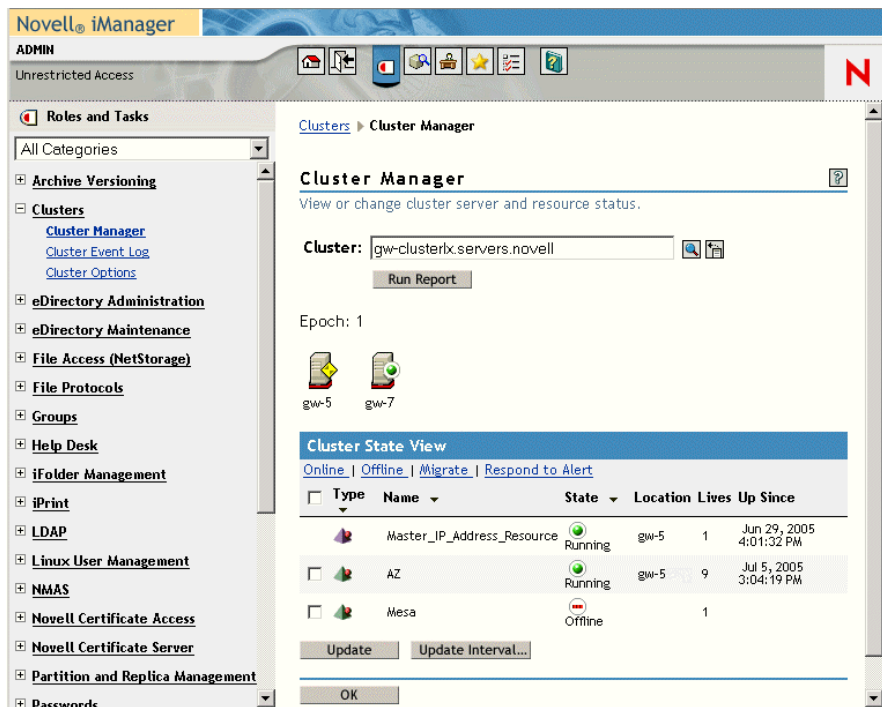 Novell® iManager
ADMIN
Unrestricted Access
N
Roles and Tasks
All Categories
Archive Versioning
Clusters
Cluster Manager
Cluster Event Log
Cluster Options
eDirectory Administration
eDirectory Maintenance
File Access (NetStorage)
File Protocols
Groups
Help Desk
iFolder Management
iPrint
LDAP
Linux User Management
NMAS
Novell Certificate Access
Novell Certificate Server
Partition and Replica Management
Passwords
Clusters Cluster Manager
Cluster Manager
?
View or change cluster server and resource status.
Cluster: gw-clusterlx.servers.novell
Run Report
Epoch: 1
gw-5 gw-7
Cluster State View
Online | Offline | Migrate | Respond to Alert
Type Name State Location Lives Up Since
Master_IP_Address_Resource Running gw-5 1 Jun 29, 2005 4:01:32 PM
AZ Running gw-5 9 Jul 5, 2005 3:04:19 PM
Mesa Offline 1
Update Update Interval...
OK